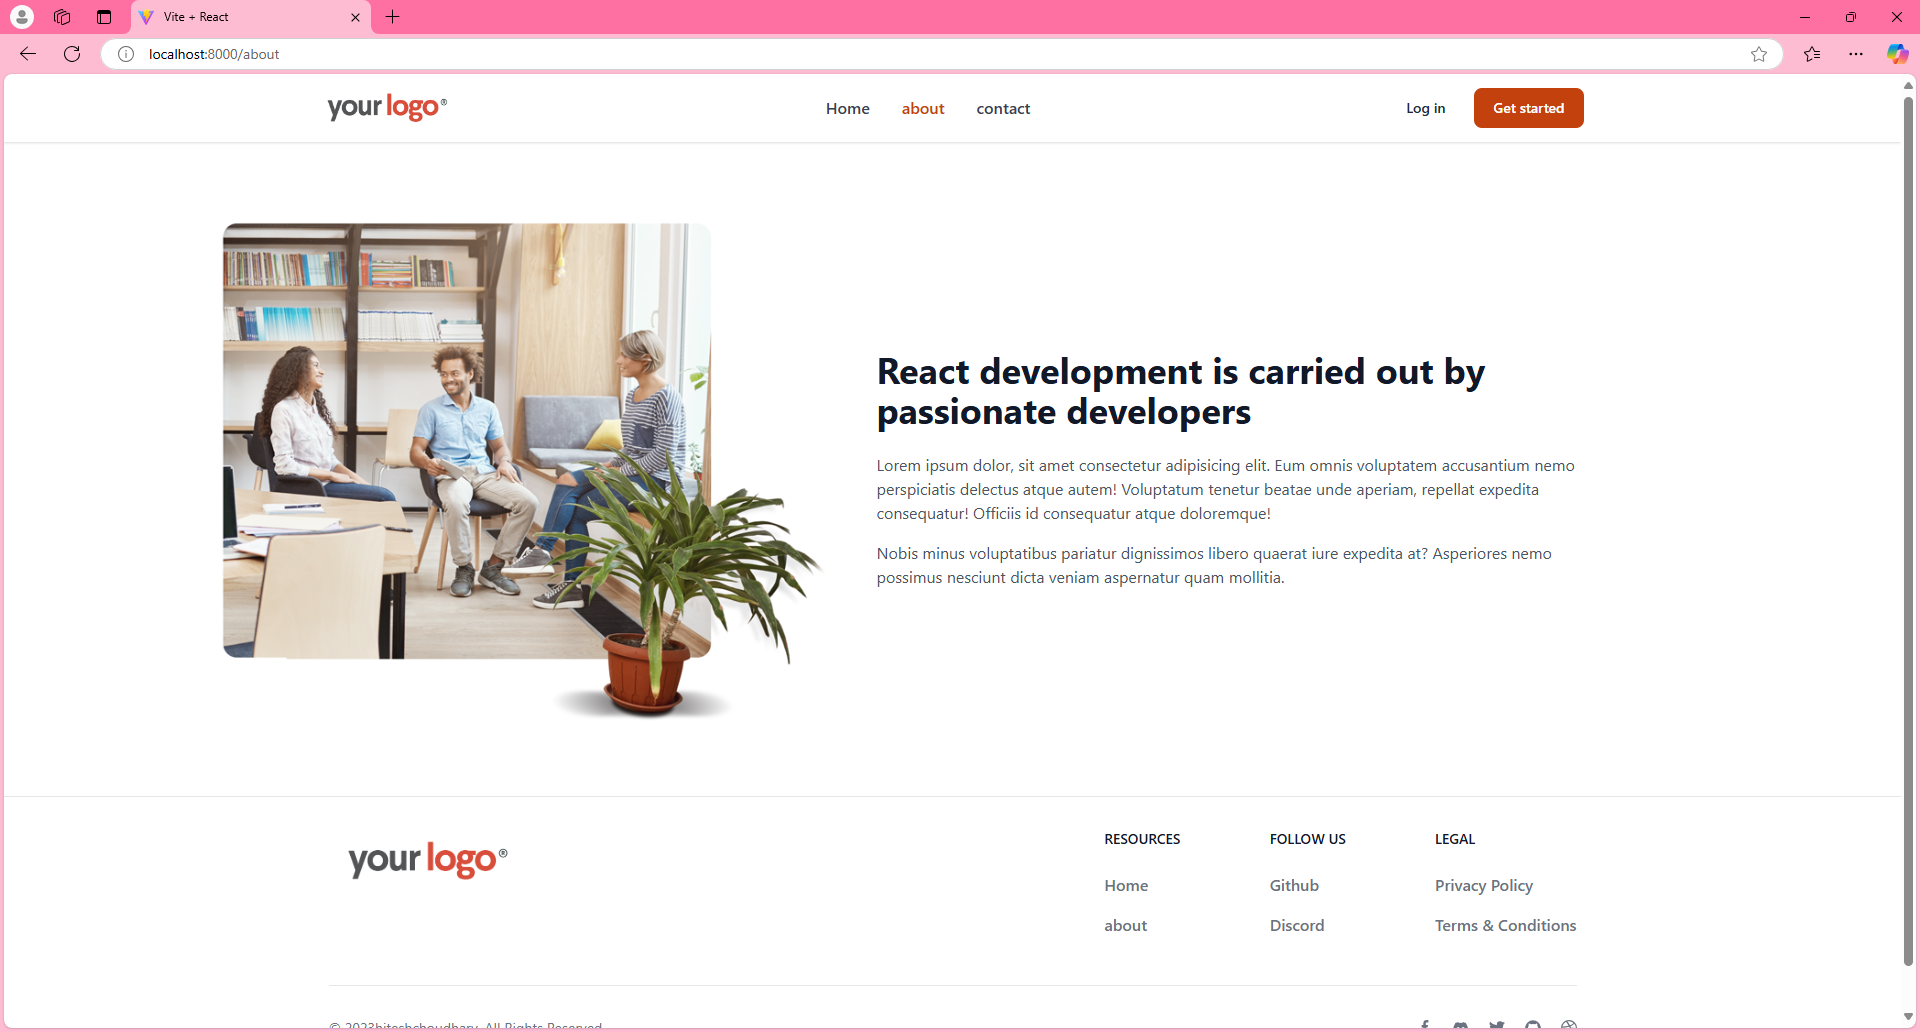 Vite + React
localhost:8000/about
your logo®
Home about contact
Log in
Get started
React development is carried out by
passionate developers
Lorem ipsum dolor, sit amet consectetur adipisicing elit. Eum omnis voluptatem accusantium nemo
perspiciatis delectus atque autem! Voluptatum tenetur beatae unde aperiam, repellat expedita
consequatur! Officiis id consequatur atque doloremque!
Nobis minus voluptatibus pariatur dignissimos libero quaerat iure expedita at? Asperiores nemo
possimus nesciunt dicta veniam aspernatur quam mollitia.
your logo®
RESOURCES
Home
about
FOLLOW US
Github
Discord
LEGAL
Privacy Policy
Terms & Conditions
© 2023hiteshchoudhary. All Rights Reserved.